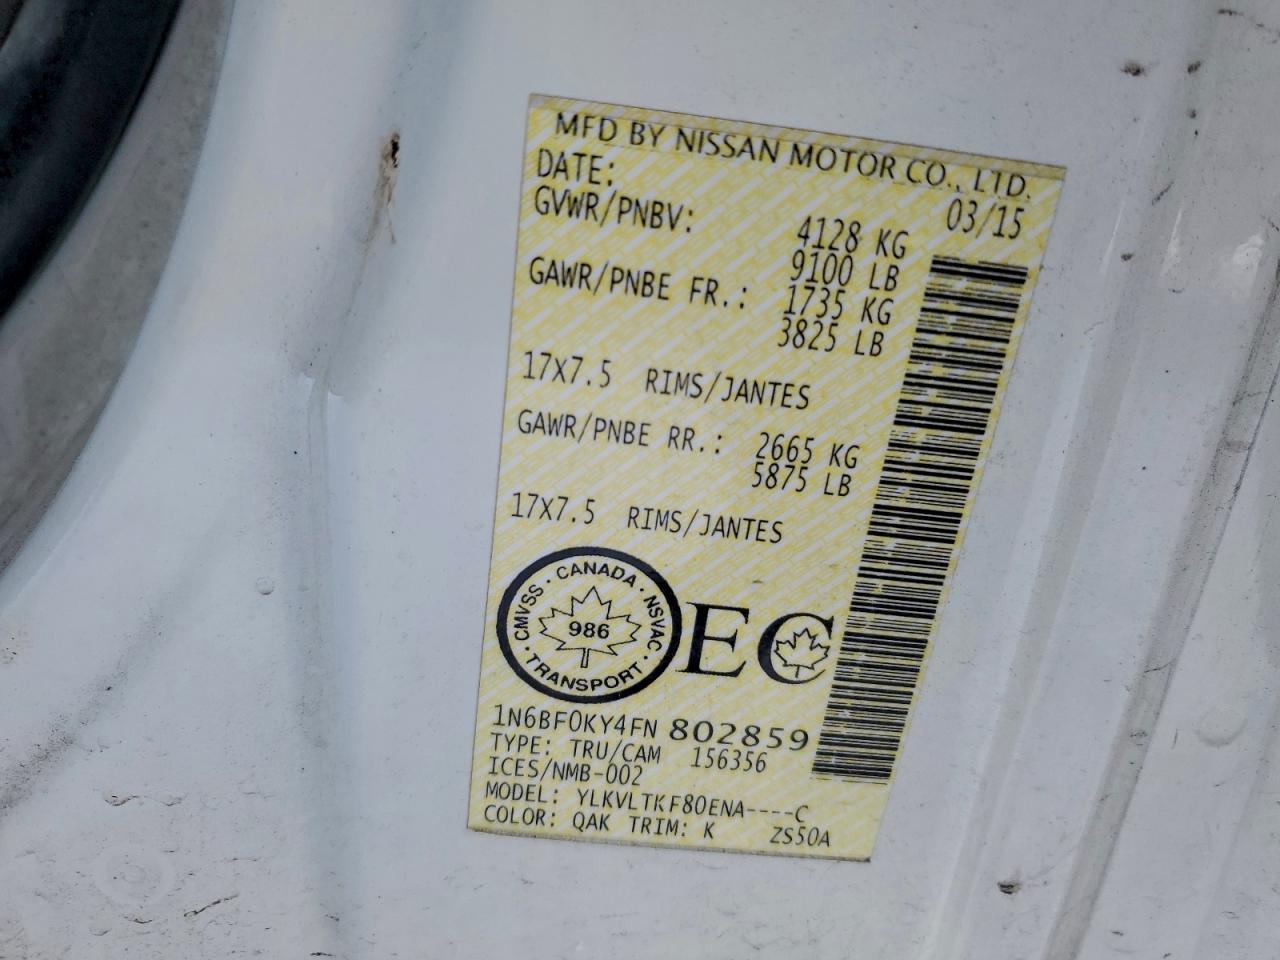 MFD BY NISSAN MOTOR CO., LTD.
DATE: 03/15
GVWR/PNBV: 4128 KG
9100 LB
GAWR/PNBE FR.: 1735 KG
3825 LB
17X7.5 RIMS/JANTES
GAWR/PNBE RR.: 2665 KG
5875 LB
17X7.5 RIMS/JANTES
CMVSS · CANADA · NSVAC · TRANSPORT ·
986
EC
1N6BF0KY4FN 802859
TYPE: TRU/CAM 156356
ICES/NMB-002
MODEL: YLKVLTKF80ENA----C
COLOR: QAK TRIM: K ZS50A